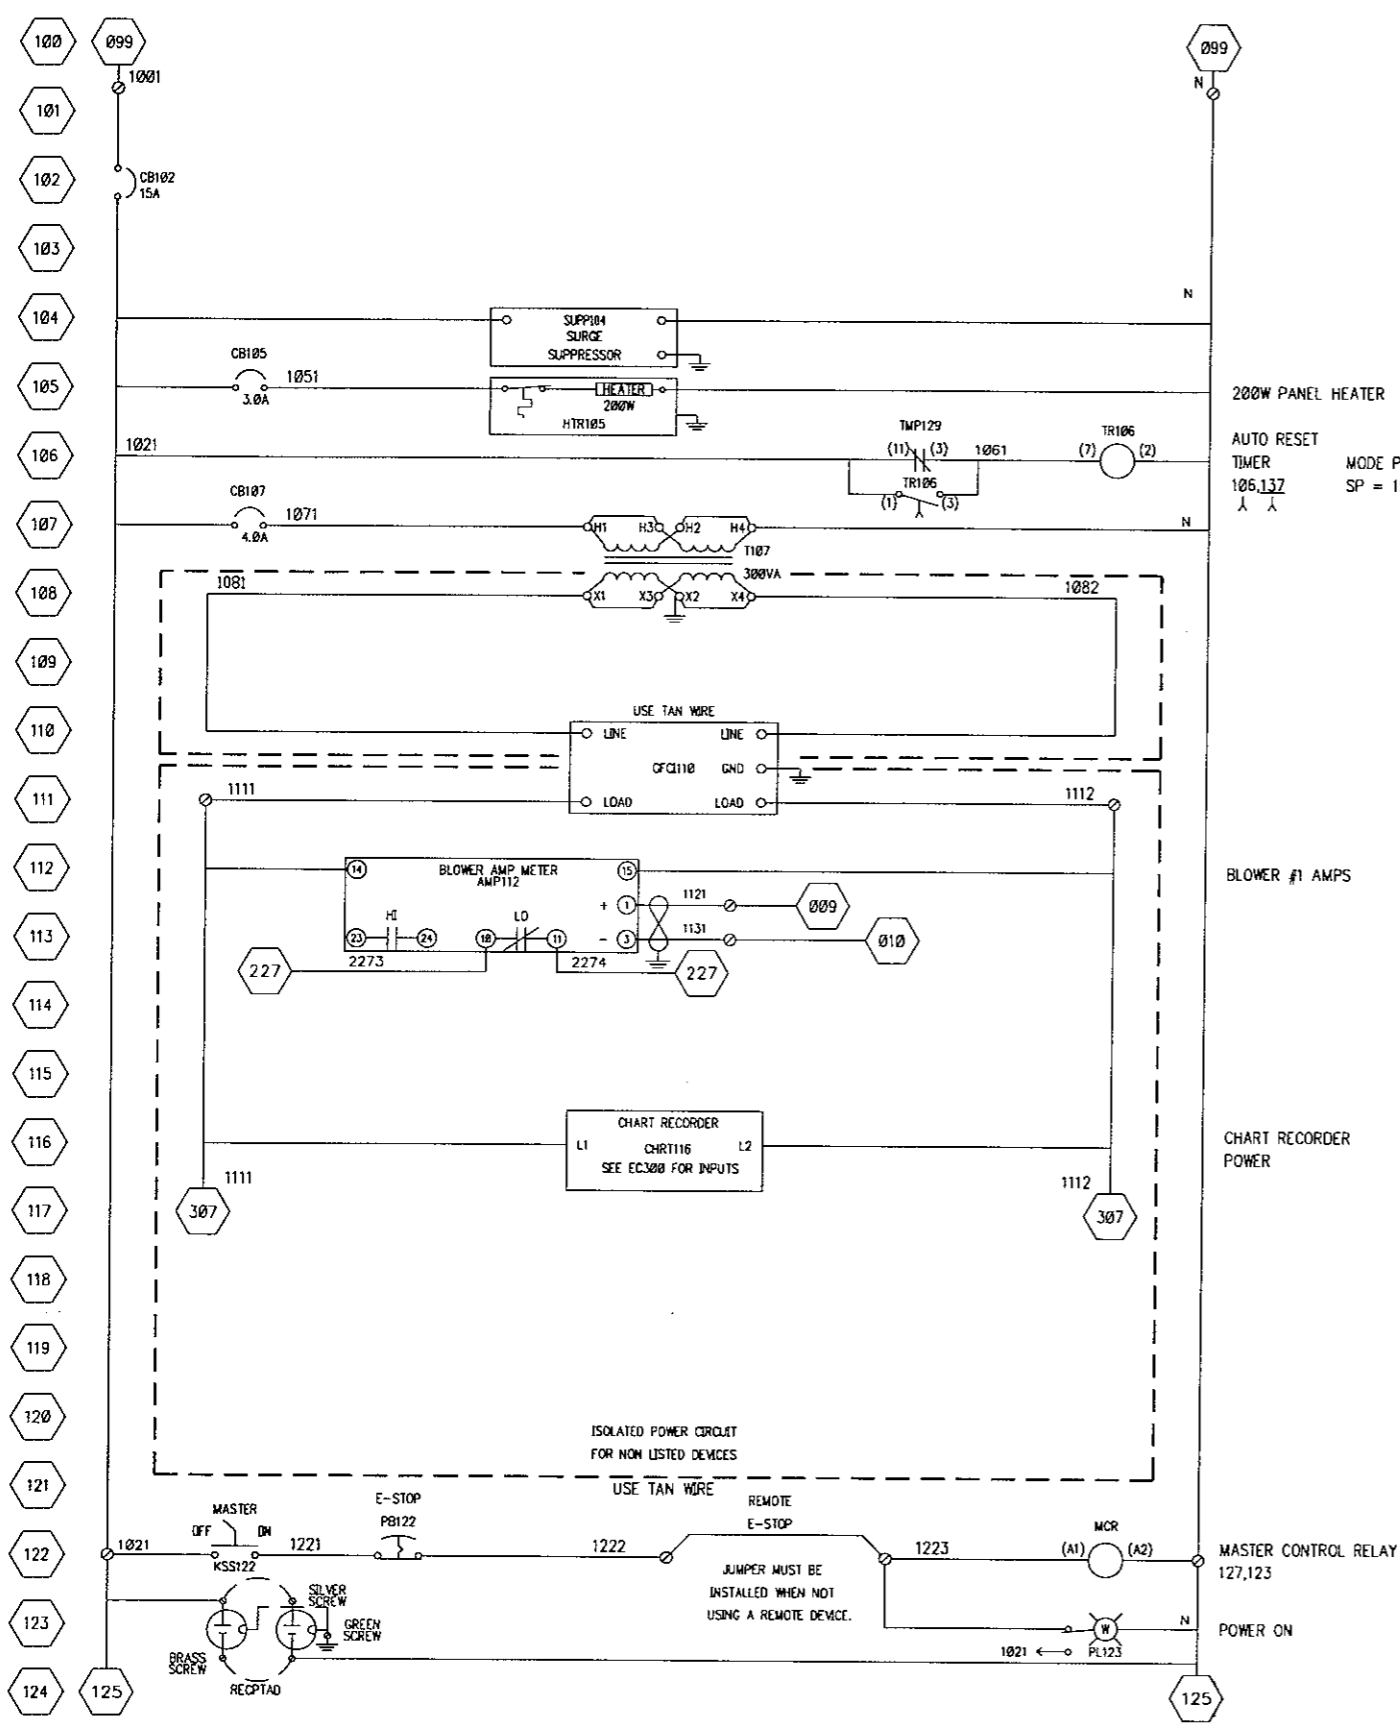 100 099 099
1001
N
101
102 CB102
15A
103
N
104 SUPP104
SURGE
SUPPRESSOR
CB105
105 1051 HEATER 200W PANEL HEATER
3.0A 200W
HTR105
TMP129 TR106
106 1021 (11) (3) 1061 (7) (2) AUTO RESET
TIMER MODE P
TR106 106,137 SP = 1
(1) (3)
CB107
107 1071 H1 H3 H2 H4 N
4.0A T107
300VA
108 1081 1082
X1 X3 X2 X4
109
USE TAN WIRE
110 LINE LINE
GFCI110 GND
111 1111 LOAD LOAD 1112
112 14 BLOWER AMP METER 15 BLOWER #1 AMPS
AMP112
+ 1 1121 009
HI LO
113 23 24 10 11 - 3 1131 010
227 2273 2274 227
114
115
CHART RECORDER
116 L1 CHRT116 L2 CHART RECORDER
SEE EC300 FOR INPUTS POWER
1111 1112
117 307 307
118
119
120
ISOLATED POWER CIRCUIT
FOR NON LISTED DEVICES
121
USE TAN WIRE
E-STOP REMOTE
MASTER PB122 E-STOP MCR
OFF ON
122 1021 1221 1222 1223 (A1) (A2) MASTER CONTROL RELAY
KSS122 127,123
JUMPER MUST BE
INSTALLED WHEN NOT
USING A REMOTE DEVICE.
SILVER
SCREW
123 GREEN
SCREW
W N POWER ON
BRASS
SCREW
1021 PL123
124 125 RECPTAD 125